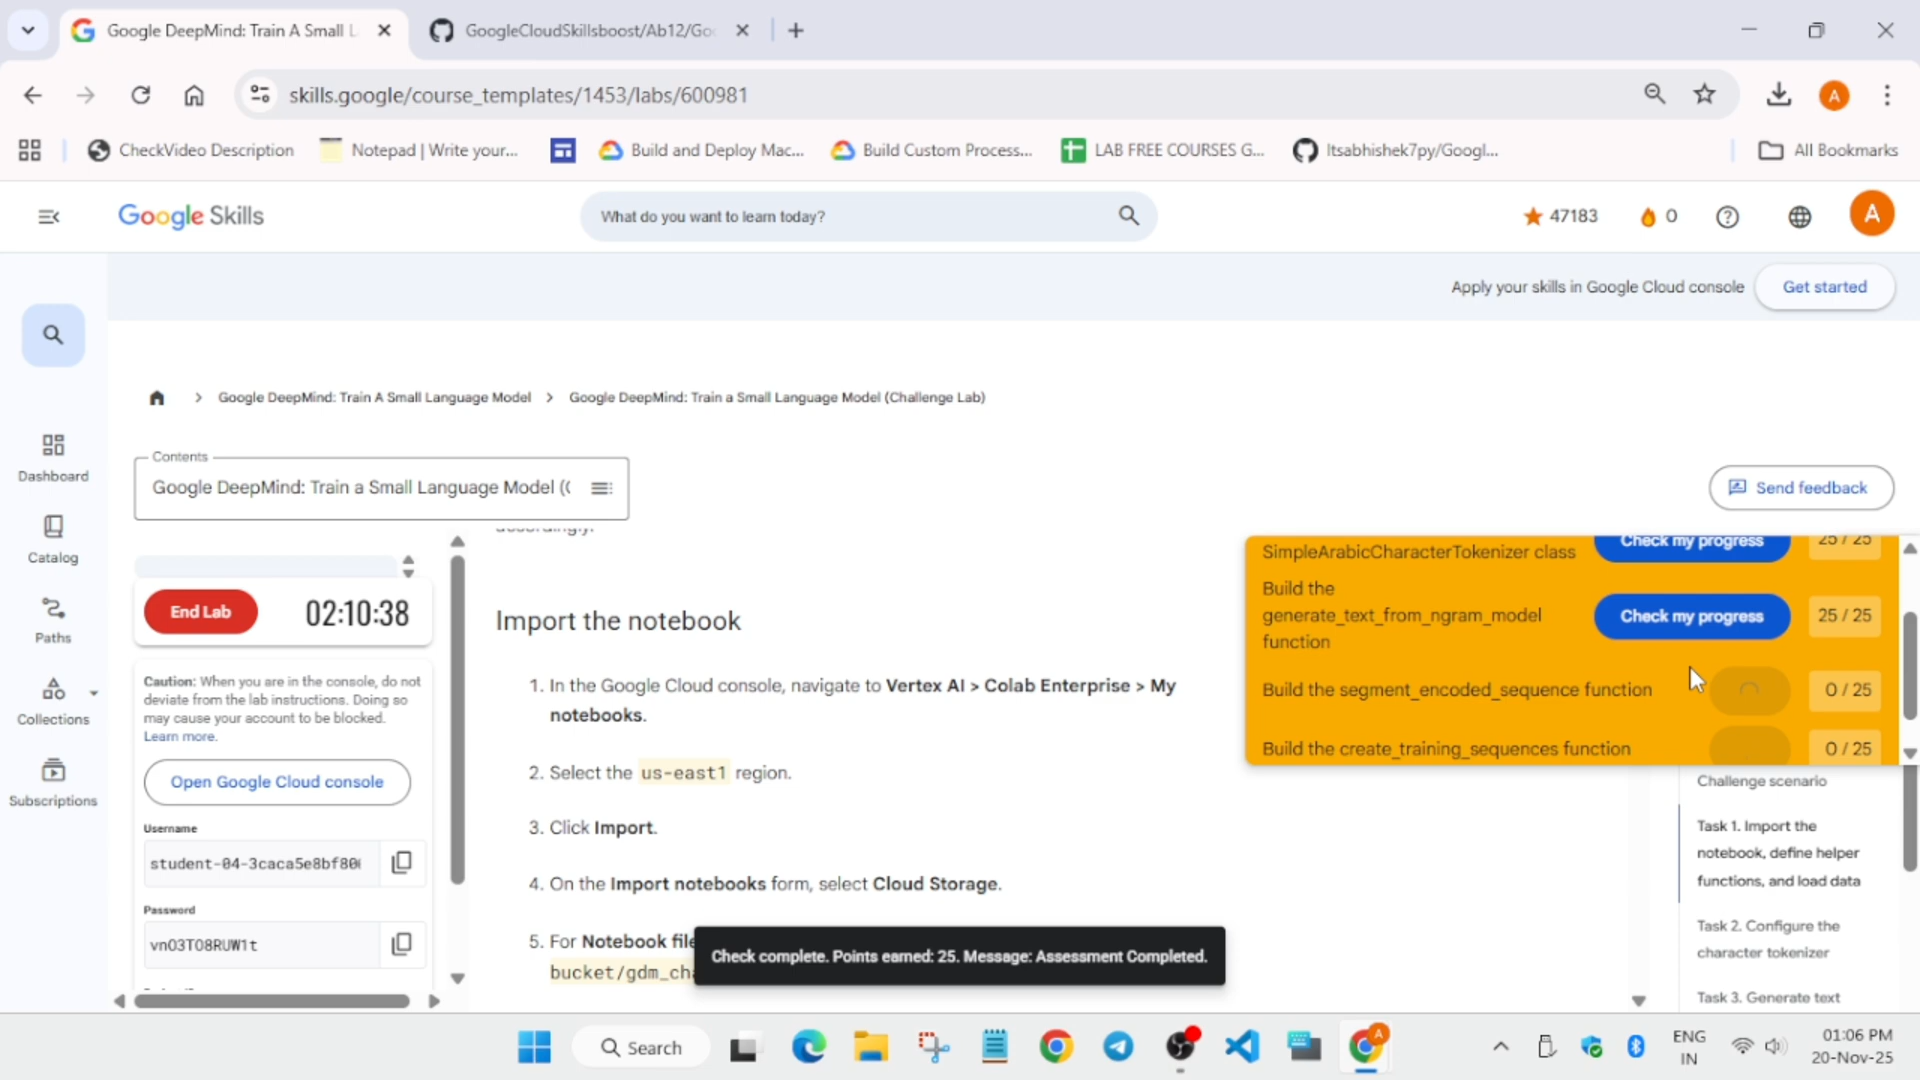 Google DeepMind: Train A Small L
GoogleCloudSkillsboost/Ab12/Go
skills.google/course_templates/1453/labs/600981
A
CheckVideo Description
Notepad | Write your...
Build and Deploy Mac...
Build Custom Process...
LAB FREE COURSES G...
Itsabhishek7py/Googl...
All Bookmarks
Google Skills
What do you want to learn today?
47183
0
A
Apply your skills in Google Cloud console
Get started
Google DeepMind: Train A Small Language Model
Google DeepMind: Train a Small Language Model (Challenge Lab)
Dashboard
Catalog
Paths
Collections
Subscriptions
Contents
Google DeepMind: Train a Small Language Model ((
Send feedback
End Lab
02:10:38
Caution: When you are in the console, do not
deviate from the lab instructions. Doing so
may cause your account to be blocked.
Learn more.
Open Google Cloud console
Username
student-04-3caca5e8bf80
Password
vnO3TO8RUW1t
accordingly.
Import the notebook
1. In the Google Cloud console, navigate to Vertex AI > Colab Enterprise > My
notebooks.
2. Select the us-east1 region.
3. Click Import.
4. On the Import notebooks form, select Cloud Storage.
5. For Notebook file
bucket/gdm_cha
Check complete. Points earned: 25. Message: Assessment Completed.
SimpleArabicCharacterTokenizer class
Check my progress
25 / 25
Build the
generate_text_from_ngram_model
function
Check my progress
25 / 25
Build the segment_encoded_sequence function
0 / 25
Build the create_training_sequences function
0 / 25
Challenge scenario
Task 1. Import the
notebook, define helper
functions, and load data
Task 2. Configure the
character tokenizer
Task 3. Generate text
Search
A
ENG
IN
01:06 PM
20-Nov-25